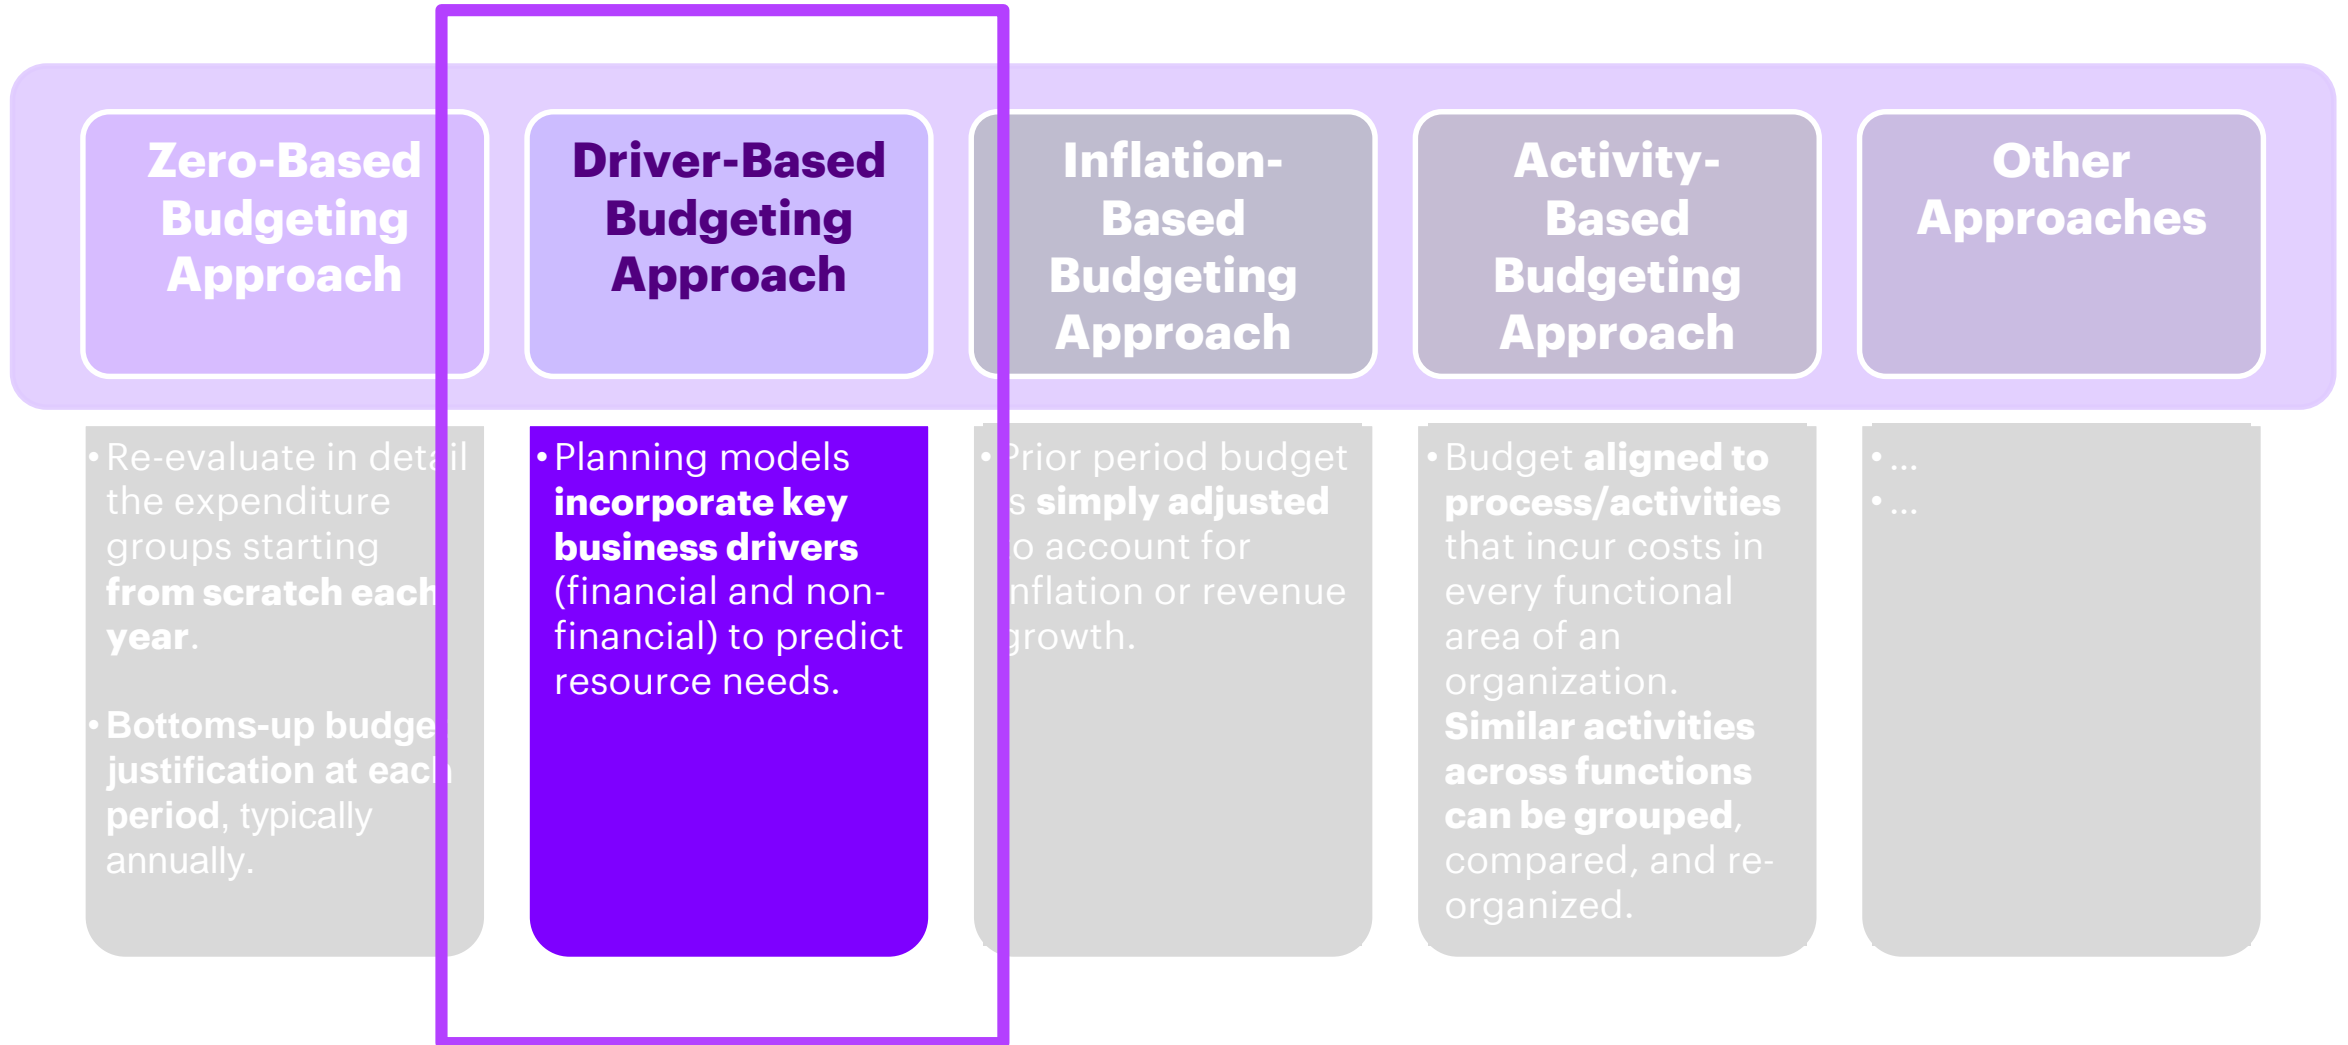 Zero-Based
Budgeting
Approach
Driver-Based
Budgeting
Approach
Inflation-
Based
Budgeting
Approach
Activity-
Based
Budgeting
Approach
Other
Approaches
• Re-evaluate in detail
the expenditure
groups starting
from scratch each
year.
• Bottoms-up budge
justification at each
period, typically
annually.
• Planning models
incorporate key
business drivers
(financial and non-
financial) to predict
resource needs.
• Prior period budget
is simply adjusted
to account for
inflation or revenue
growth.
• Budget aligned to
process/activities
that incur costs in
every functional
area of an
organization.
Similar activities
across functions
can be grouped,
compared, and re-
organized.
• ...
• ...